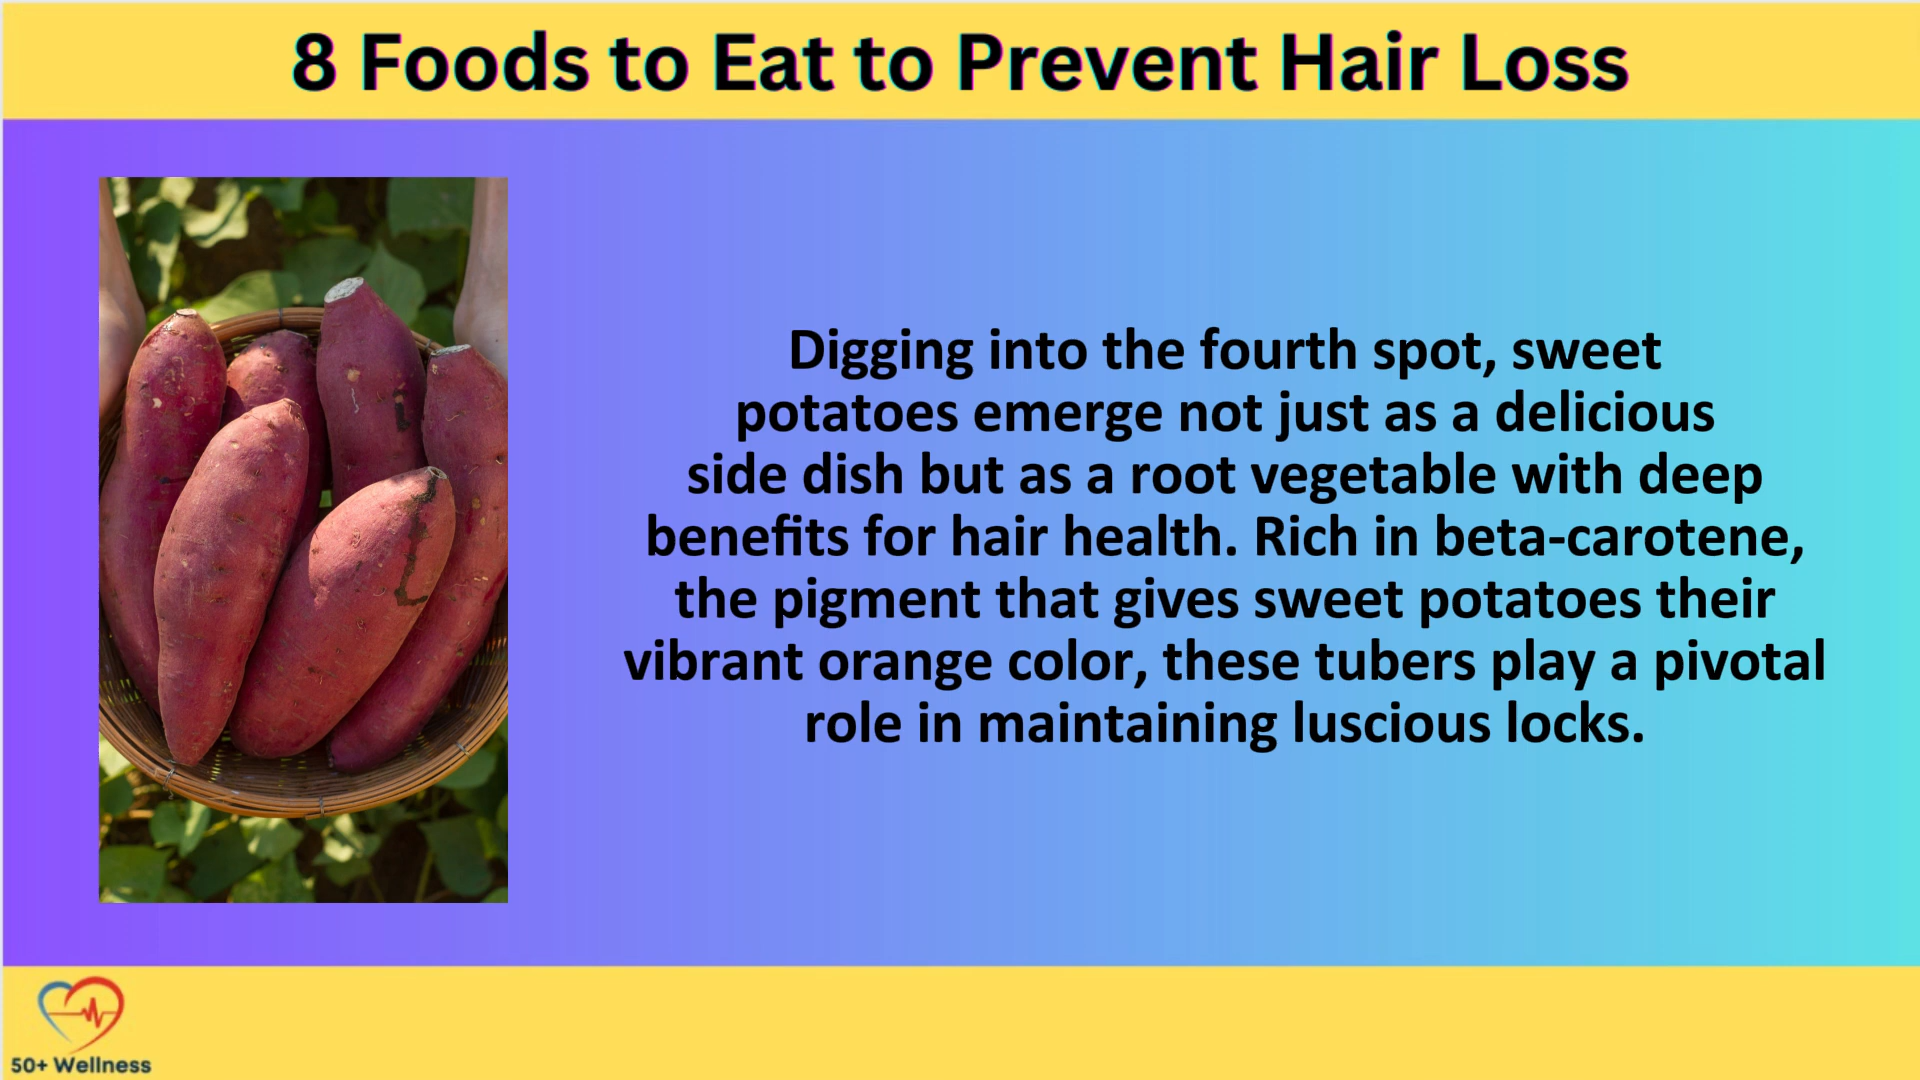 8 Foods to Eat to Prevent Hair Loss
Digging into the fourth spot, sweet
potatoes emerge not just as a delicious
side dish but as a root vegetable with deep
benefits for hair health. Rich in beta-carotene,
the pigment that gives sweet potatoes their
vibrant orange color, these tubers play a pivotal
role in maintaining luscious locks.
50+ Wellness